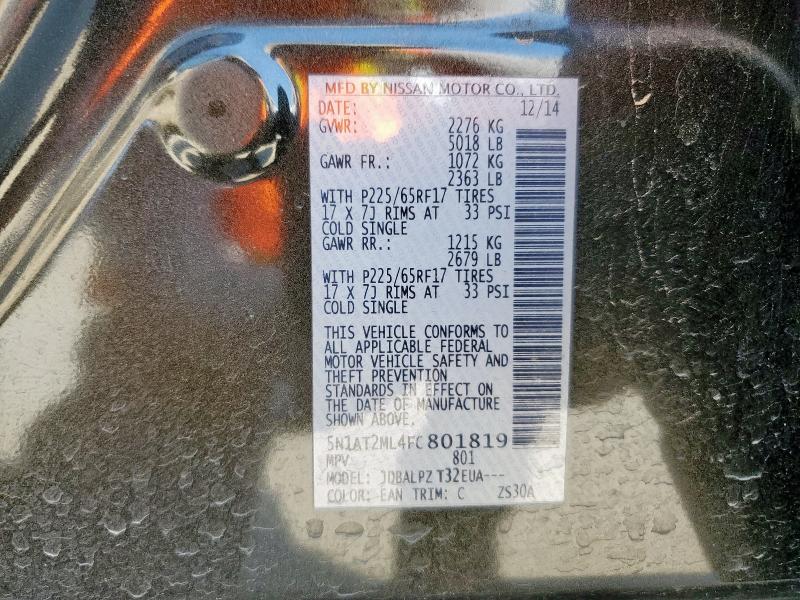 MFD BY NISSAN MOTOR CO., LTD.
DATE: 12/14
GVWR: 2276 KG
5018 LB
GAWR FR.: 1072 KG
2363 LB
WITH P225/65RF17 TIRES
17 X 7J RIMS AT 33 PSI
COLD SINGLE
GAWR RR.: 1215 KG
2679 LB
WITH P225/65RF17 TIRES
17 X 7J RIMS AT 33 PSI
COLD SINGLE
THIS VEHICLE CONFORMS TO
ALL APPLICABLE FEDERAL
MOTOR VEHICLE SAFETY AND
THEFT PREVENTION
STANDARDS IN EFFECT ON
THE DATE OF MANUFACTURE
SHOWN ABOVE.
5N1AT2ML4FC801819
MPV 801
MODEL: JDBALPZ T32EUA---
COLOR: EAN TRIM: C ZS30A